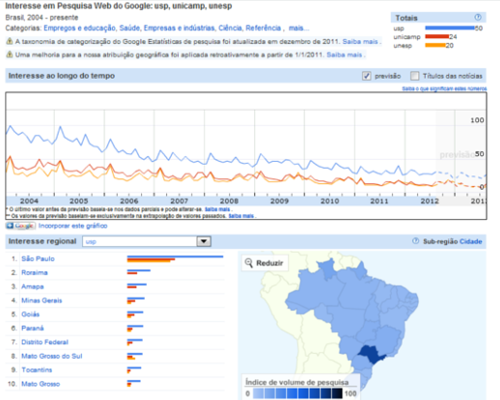 Interesse em Pesquisa Web do Google: usp, unicamp, unesp
Brasil, 2004 - presente
Categorias: Empregos e educação, Saúde, Empresas e indústrias, Ciência, Referência , mais...
A taxonomia de categorização do Google Estatísticas de pesquisa foi atualizada em dezembro de 2011. Saiba mais.
Uma melhoria para a nossa atribuição geográfica foi aplicada retroativamente a partir de 1/1/2011. Saiba mais.
Totais
usp 50
unicamp 24
unesp 20
Interesse ao longo do tempo
previsão
Títulos das notícias
Saiba o que significam estes números
100
previsão
50
0
2004 2005 2006 2007 2008 2009 2010 2011 2012 201
* O último valor antes da previsão baseia-se nos dados parciais e pode alterar-se. Saiba mais.
** Os valores da previsão baseiam-se exclusivamente na extrapolação de valores passados. Saiba mais.
Google Incorporar este gráfico
Interesse regional usp
Sub-região Cidade
1. São Paulo
2. Roraima
3. Amapa
4. Minas Gerais
5. Goiás
6. Paraná
7. Distrito Federal
8. Mato Grosso do Sul
9. Tocantins
10. Mato Grosso
Reduzir
Índice de volume de pesquisa
0 100